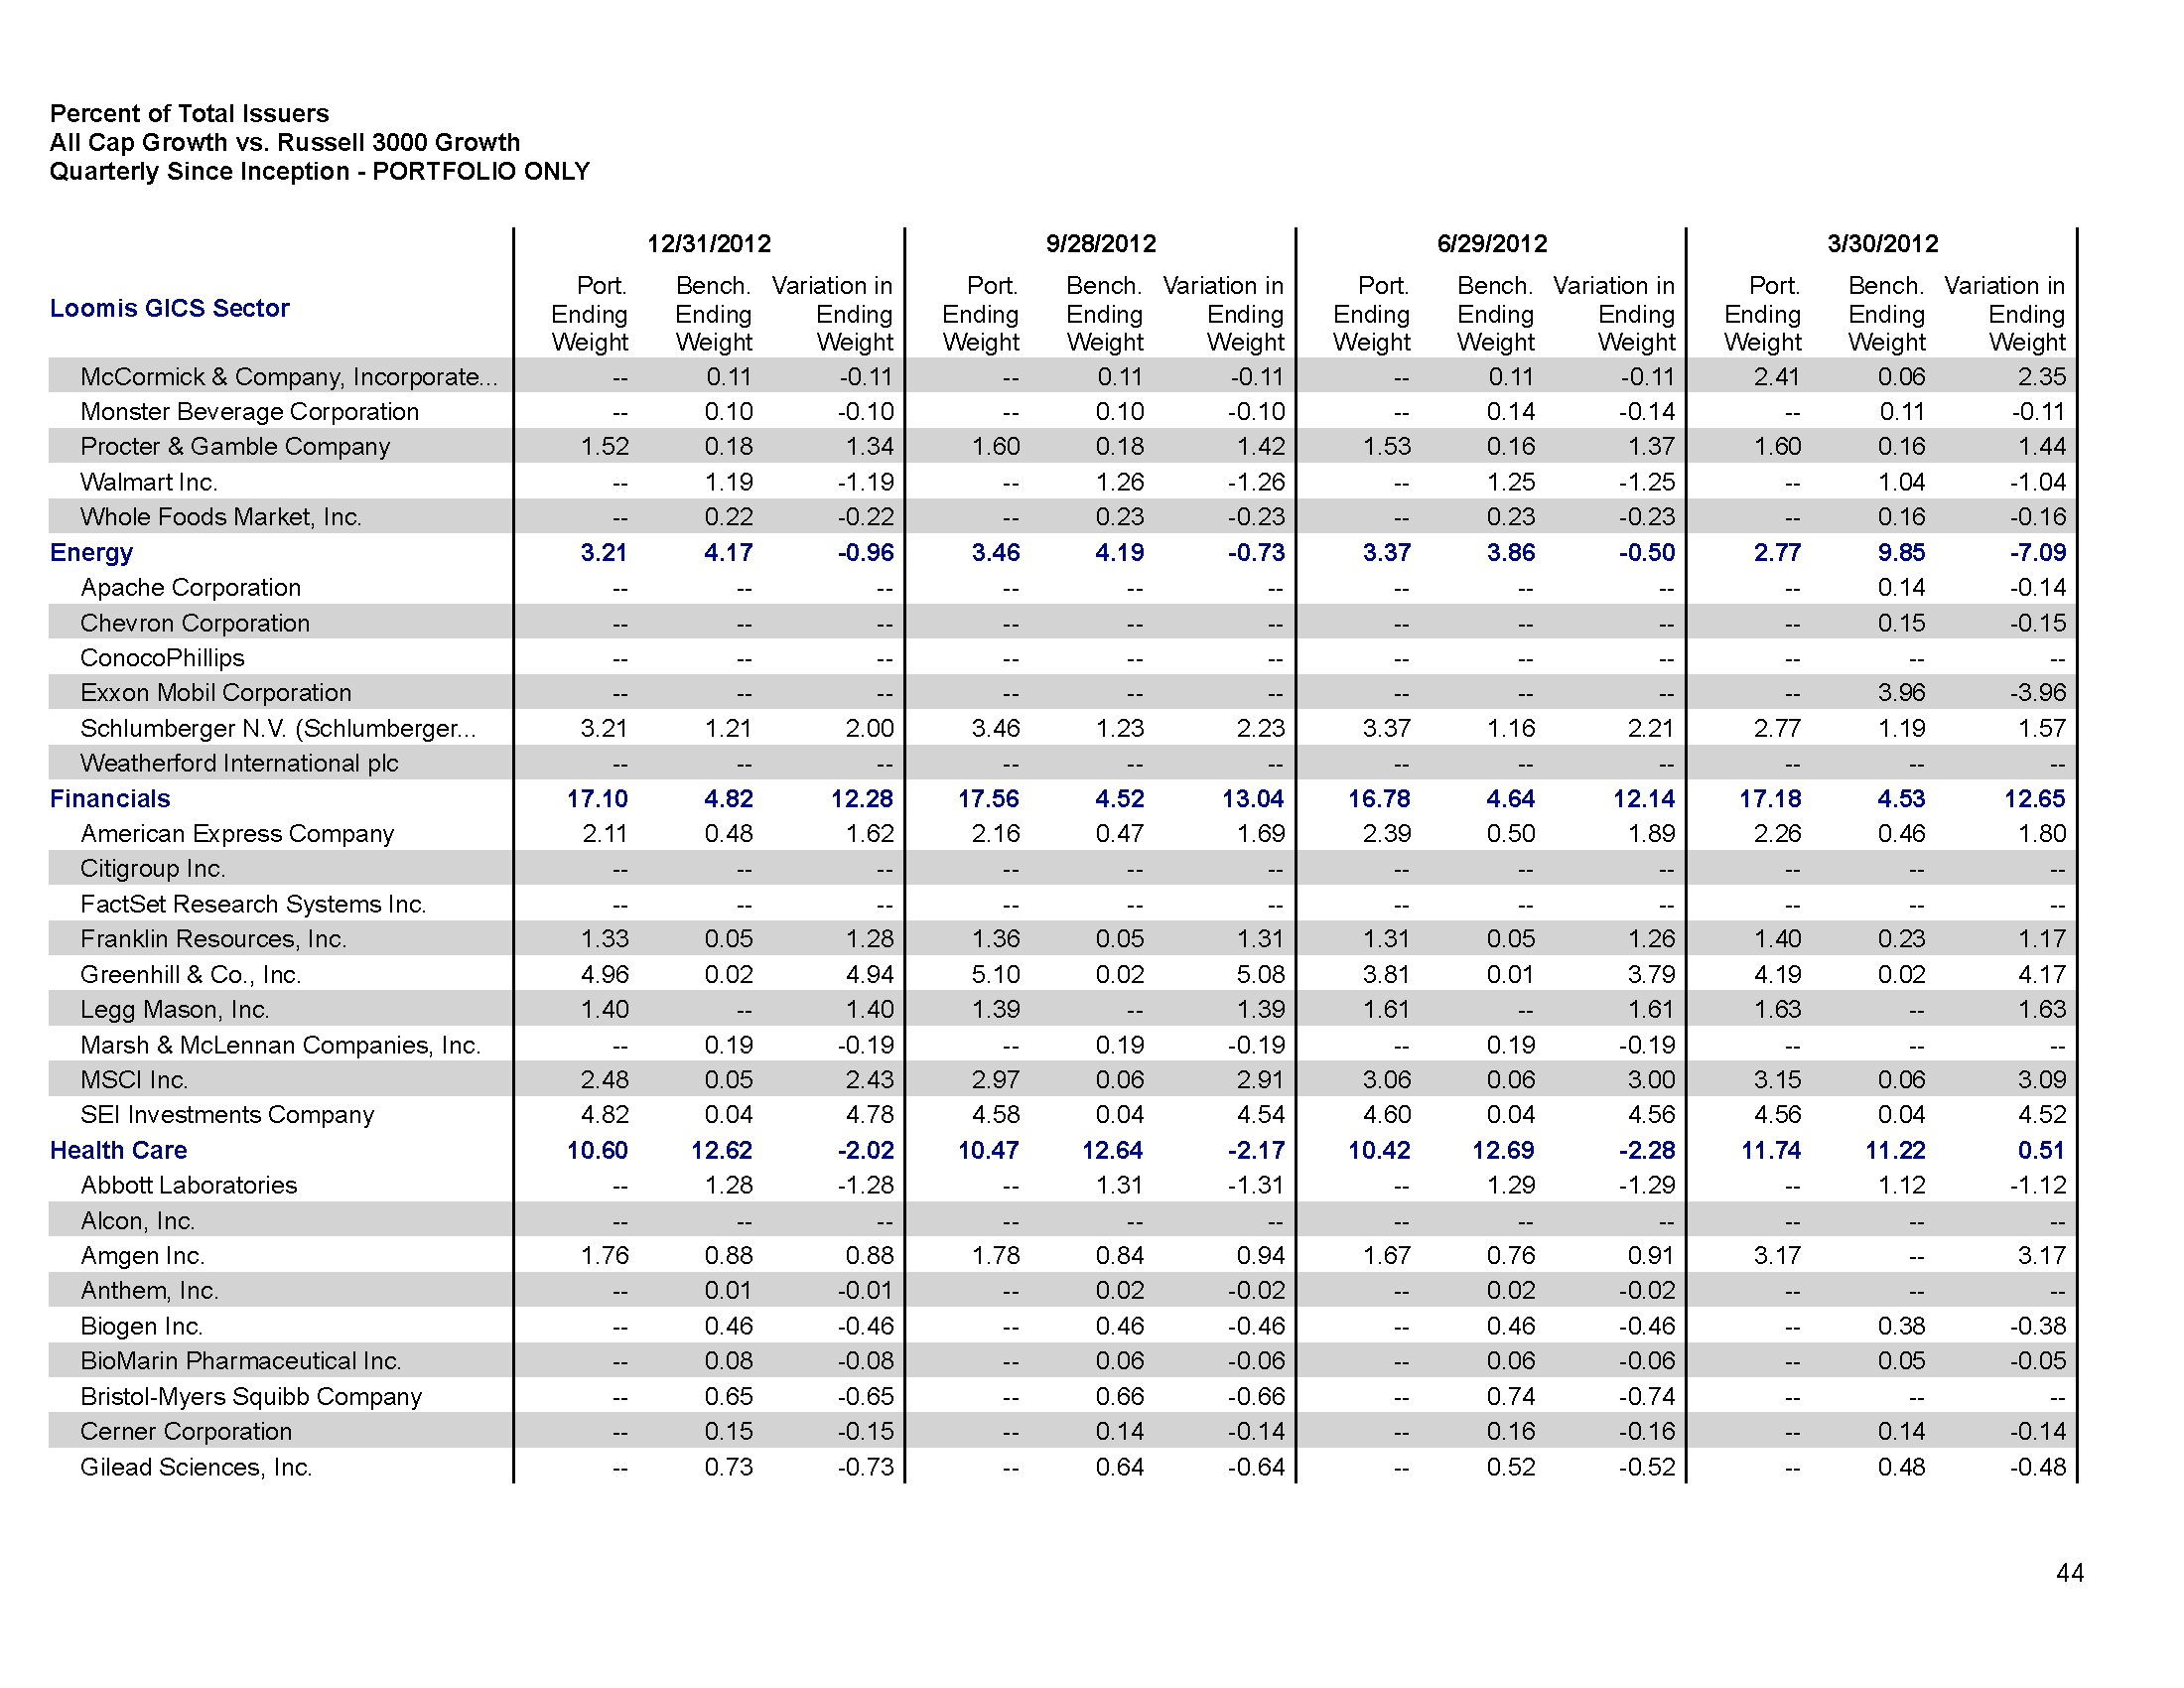 Percent of Total Issuers
All Cap Growth vs. Russell 3000 Growth
Quarterly Since Inception - PORTFOLIO ONLY
12/31/2012 9/28/2012 6/29/2012 3/30/2012
Loomis GICS Sector
Port. Bench. Variation in Port. Bench. Variation in Port. Bench. Variation in Port. Bench. Variation in
Ending Ending Ending Ending Ending Ending Ending Ending Ending Ending Ending Ending
Weight Weight Weight Weight Weight Weight Weight Weight Weight Weight Weight Weight
McCormick & Company, Incorporate... -- 0.11 -0.11 -- 0.11 -0.11 -- 0.11 -0.11 2.41 0.06 2.35
Monster Beverage Corporation -- 0.10 -0.10 -- 0.10 -0.10 -- 0.14 -0.14 -- 0.11 -0.11
Procter & Gamble Company 1.52 0.18 1.34 1.60 0.18 1.42 1.53 0.16 1.37 1.60 0.16 1.44
Walmart Inc. -- 1.19 -1.19 -- 1.26 -1.26 -- 1.25 -1.25 -- 1.04 -1.04
Whole Foods Market, Inc. -- 0.22 -0.22 -- 0.23 -0.23 -- 0.23 -0.23 -- 0.16 -0.16
Energy 3.21 4.17 -0.96 3.46 4.19 -0.73 3.37 3.86 -0.50 2.77 9.85 -7.09
Apache Corporation -- -- -- -- -- -- -- -- -- -- 0.14 -0.14
Chevron Corporation -- -- -- -- -- -- -- -- -- -- 0.15 -0.15
ConocoPhillips -- -- -- -- -- -- -- -- -- -- -- --
Exxon Mobil Corporation -- -- -- -- -- -- -- -- -- -- 3.96 -3.96
Schlumberger N.V. (Schlumberger... 3.21 1.21 2.00 3.46 1.23 2.23 3.37 1.16 2.21 2.77 1.19 1.57
Weatherford International plc -- -- -- -- -- -- -- -- -- -- -- --
Financials 17.10 4.82 12.28 17.56 4.52 13.04 16.78 4.64 12.14 17.18 4.53 12.65
American Express Company 2.11 0.48 1.62 2.16 0.47 1.69 2.39 0.50 1.89 2.26 0.46 1.80
Citigroup Inc. -- -- -- -- -- -- -- -- -- -- -- --
FactSet Research Systems Inc. -- -- -- -- -- -- -- -- -- -- -- --
Franklin Resources, Inc. 1.33 0.05 1.28 1.36 0.05 1.31 1.31 0.05 1.26 1.40 0.23 1.17
Greenhill & Co., Inc. 4.96 0.02 4.94 5.10 0.02 5.08 3.81 0.01 3.79 4.19 0.02 4.17
Legg Mason, Inc. 1.40 -- 1.40 1.39 -- 1.39 1.61 -- 1.61 1.63 -- 1.63
Marsh & McLennan Companies, Inc. -- 0.19 -0.19 -- 0.19 -0.19 -- 0.19 -0.19 -- -- --
MSCI Inc. 2.48 0.05 2.43 2.97 0.06 2.91 3.06 0.06 3.00 3.15 0.06 3.09
SEI Investments Company 4.82 0.04 4.78 4.58 0.04 4.54 4.60 0.04 4.56 4.56 0.04 4.52
Health Care 10.60 12.62 -2.02 10.47 12.64 -2.17 10.42 12.69 -2.28 11.74 11.22 0.51
Abbott Laboratories -- 1.28 -1.28 -- 1.31 -1.31 -- 1.29 -1.29 -- 1.12 -1.12
Alcon, Inc. -- -- -- -- -- -- -- -- -- -- -- --
Amgen Inc. 1.76 0.88 0.88 1.78 0.84 0.94 1.67 0.76 0.91 3.17 -- 3.17
Anthem, Inc. -- 0.01 -0.01 -- 0.02 -0.02 -- 0.02 -0.02 -- -- --
Biogen Inc. -- 0.46 -0.46 -- 0.46 -0.46 -- 0.46 -0.46 -- 0.38 -0.38
BioMarin Pharmaceutical Inc. -- 0.08 -0.08 -- 0.06 -0.06 -- 0.06 -0.06 -- 0.05 -0.05
Bristol-Myers Squibb Company -- 0.65 -0.65 -- 0.66 -0.66 -- 0.74 -0.74 -- -- --
Cerner Corporation -- 0.15 -0.15 -- 0.14 -0.14 -- 0.16 -0.16 -- 0.14 -0.14
Gilead Sciences, Inc. -- 0.73 -0.73 -- 0.64 -0.64 -- 0.52 -0.52 -- 0.48 -0.48
44